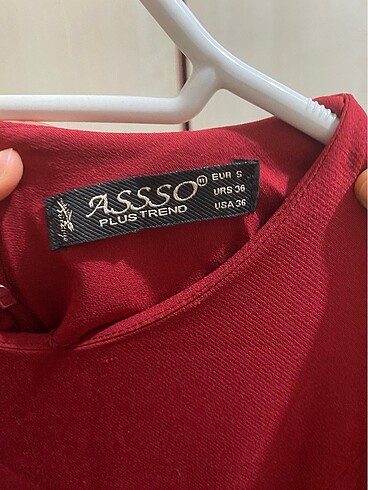 ASSSO
PLUS TREND
EUR S
URS 36
USA 36